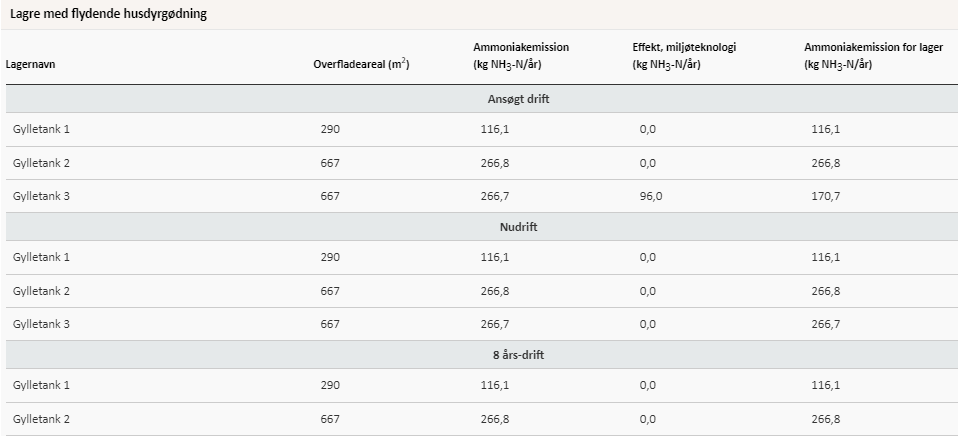 Lagre med flydende husdyrgødning
Lagernavn Overfladeareal (m²) Ammoniakemission (kg NH3-N/år) Effekt, miljøteknologi (kg NH3-N/år) Ammoniakemission for lager (kg NH3-N/år)
Ansøgt drift
Gylletank 1 290 116,1 0,0 116,1
Gylletank 2 667 266,8 0,0 266,8
Gylletank 3 667 266,7 96,0 170,7
Nudrift
Gylletank 1 290 116,1 0,0 116,1
Gylletank 2 667 266,8 0,0 266,8
Gylletank 3 667 266,7 0,0 266,7
8 års-drift
Gylletank 1 290 116,1 0,0 116,1
Gylletank 2 667 266,8 0,0 266,8